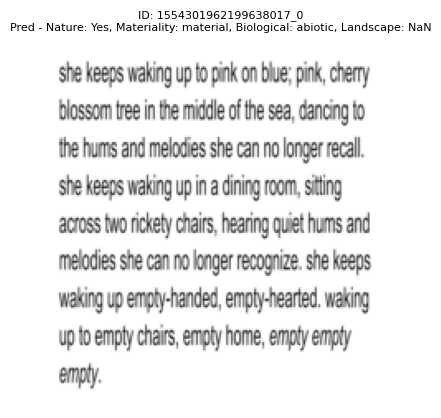 ID: 1554301962199638017_0
Pred - Nature: Yes, Materiality: material, Biological: abiotic, Landscape: NaN
she keeps waking up to pink on blue; pink, cherry
blossom tree in the middle of the sea, dancing to
the hums and melodies she can no longer recall.
she keeps waking up in a dining room, sitting
across two rickety chairs, hearing quiet hums and
melodies she can no longer recognize. she keeps
waking up empty-handed, empty-hearted. waking
up to empty chairs, empty home, empty empty
empty.